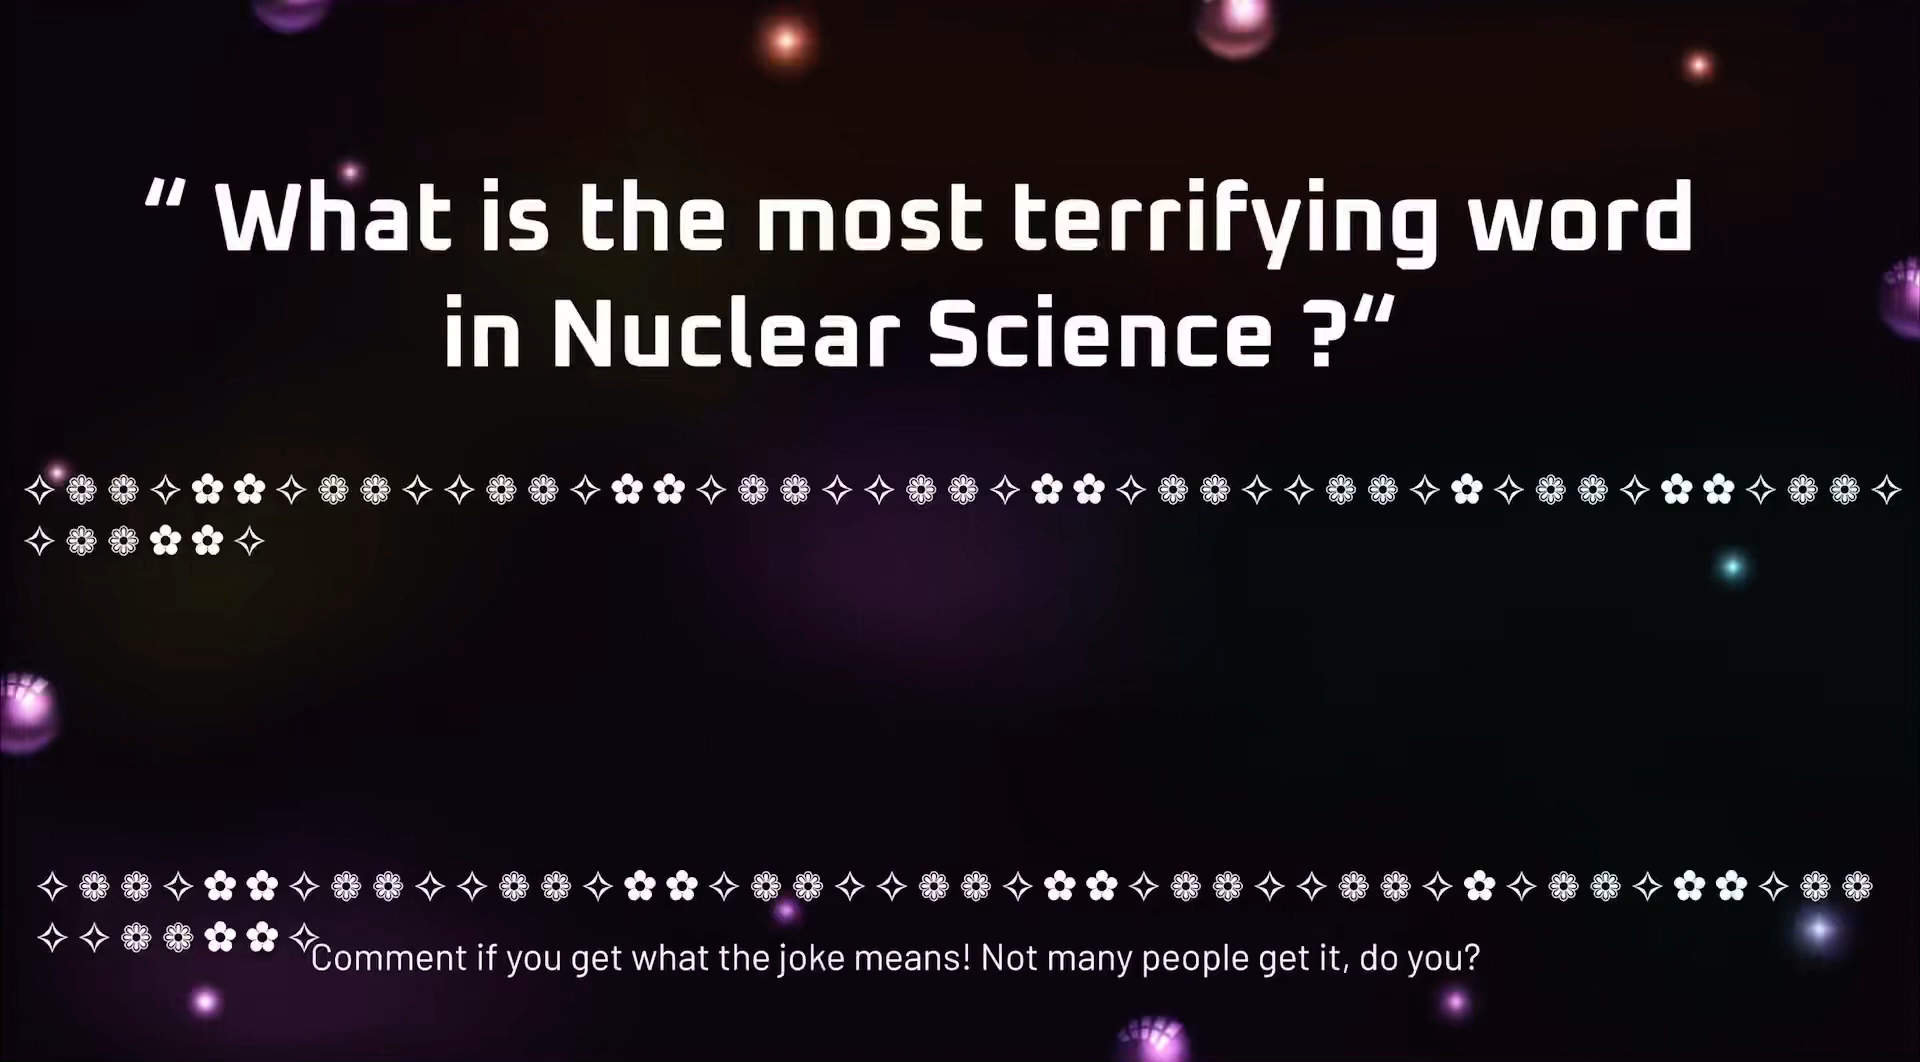 “ What is the most terrifying word
in Nuclear Science ?“
✧❁❁✧✿✿✧❁❁✧✧❁❁✧✿✿✧❁❁✧✧❁❁✧✿✿✧❁❁✧✧❁❁✧✿✧❁❁✧✿✿✧❁❁✧
✧❁❁✿✿✧
✧❁❁✧✿✿✧❁❁✧✧❁❁✧✿✿✧❁❁✧✧❁❁✧✿✿✧❁❁✧✧❁❁✧✿✧❁❁✧✿✿✧❁❁
✧✧❁❁✿✿✧
Comment if you get what the joke means! Not many people get it, do you?